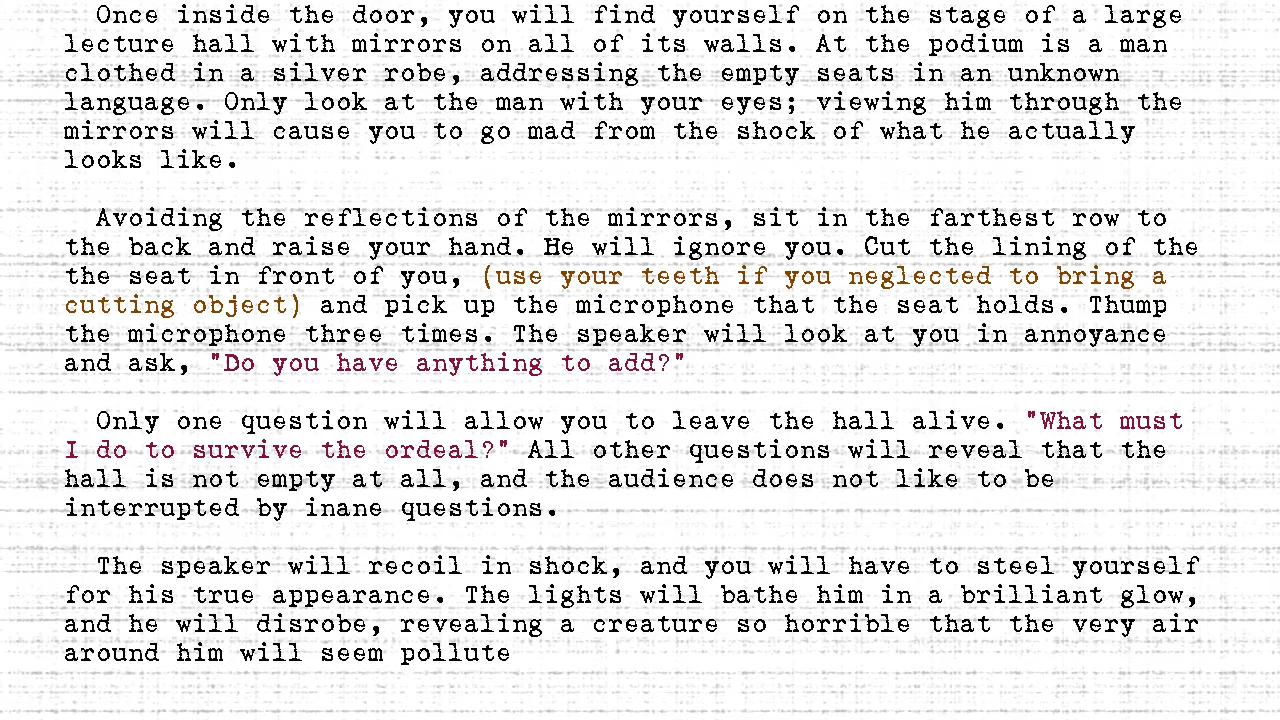 Once inside the door, you will find yourself on the stage of a large
lecture hall with mirrors on all of its walls. At the podium is a man
clothed in a silver robe, addressing the empty seats in an unknown
language. Only look at the man with your eyes; viewing him through the
mirrors will cause you to go mad from the shock of what he actually
looks like.
Avoiding the reflections of the mirrors, sit in the farthest row to
the back and raise your hand. He will ignore you. Cut the lining of the
the seat in front of you, (use your teeth if you neglected to bring a
cutting object) and pick up the microphone that the seat holds. Thump
the microphone three times. The speaker will look at you in annoyance
and ask, "Do you have anything to add?"
Only one question will allow you to leave the hall alive. "What must
I do to survive the ordeal?" All other questions will reveal that the
hall is not empty at all, and the audience does not like to be
interrupted by inane questions.
The speaker will recoil in shock, and you will have to steel yourself
for his true appearance. The lights will bathe him in a brilliant glow,
and he will disrobe, revealing a creature so horrible that the very air
around him will seem pollute